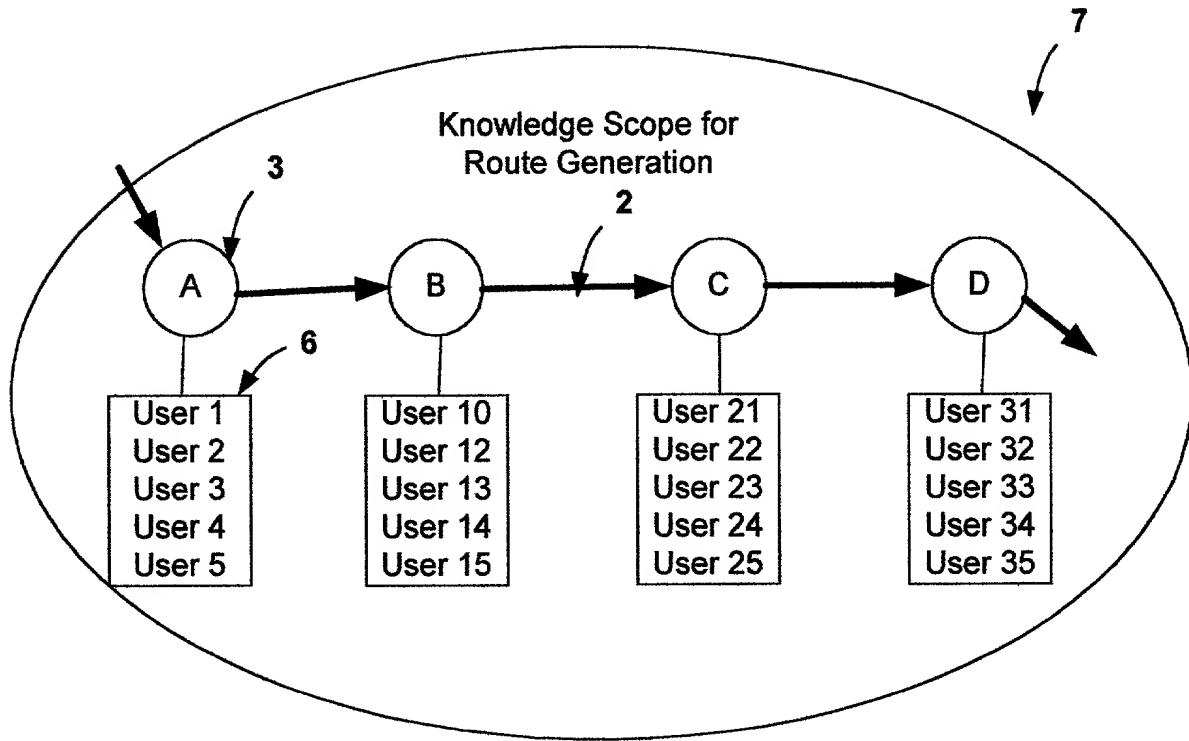 7
Knowledge Scope for
Route Generation
3
2
A
B
C
D
6
User 1
User 2
User 3
User 4
User 5
User 10
User 12
User 13
User 14
User 15
User 21
User 22
User 23
User 24
User 25
User 31
User 32
User 33
User 34
User 35